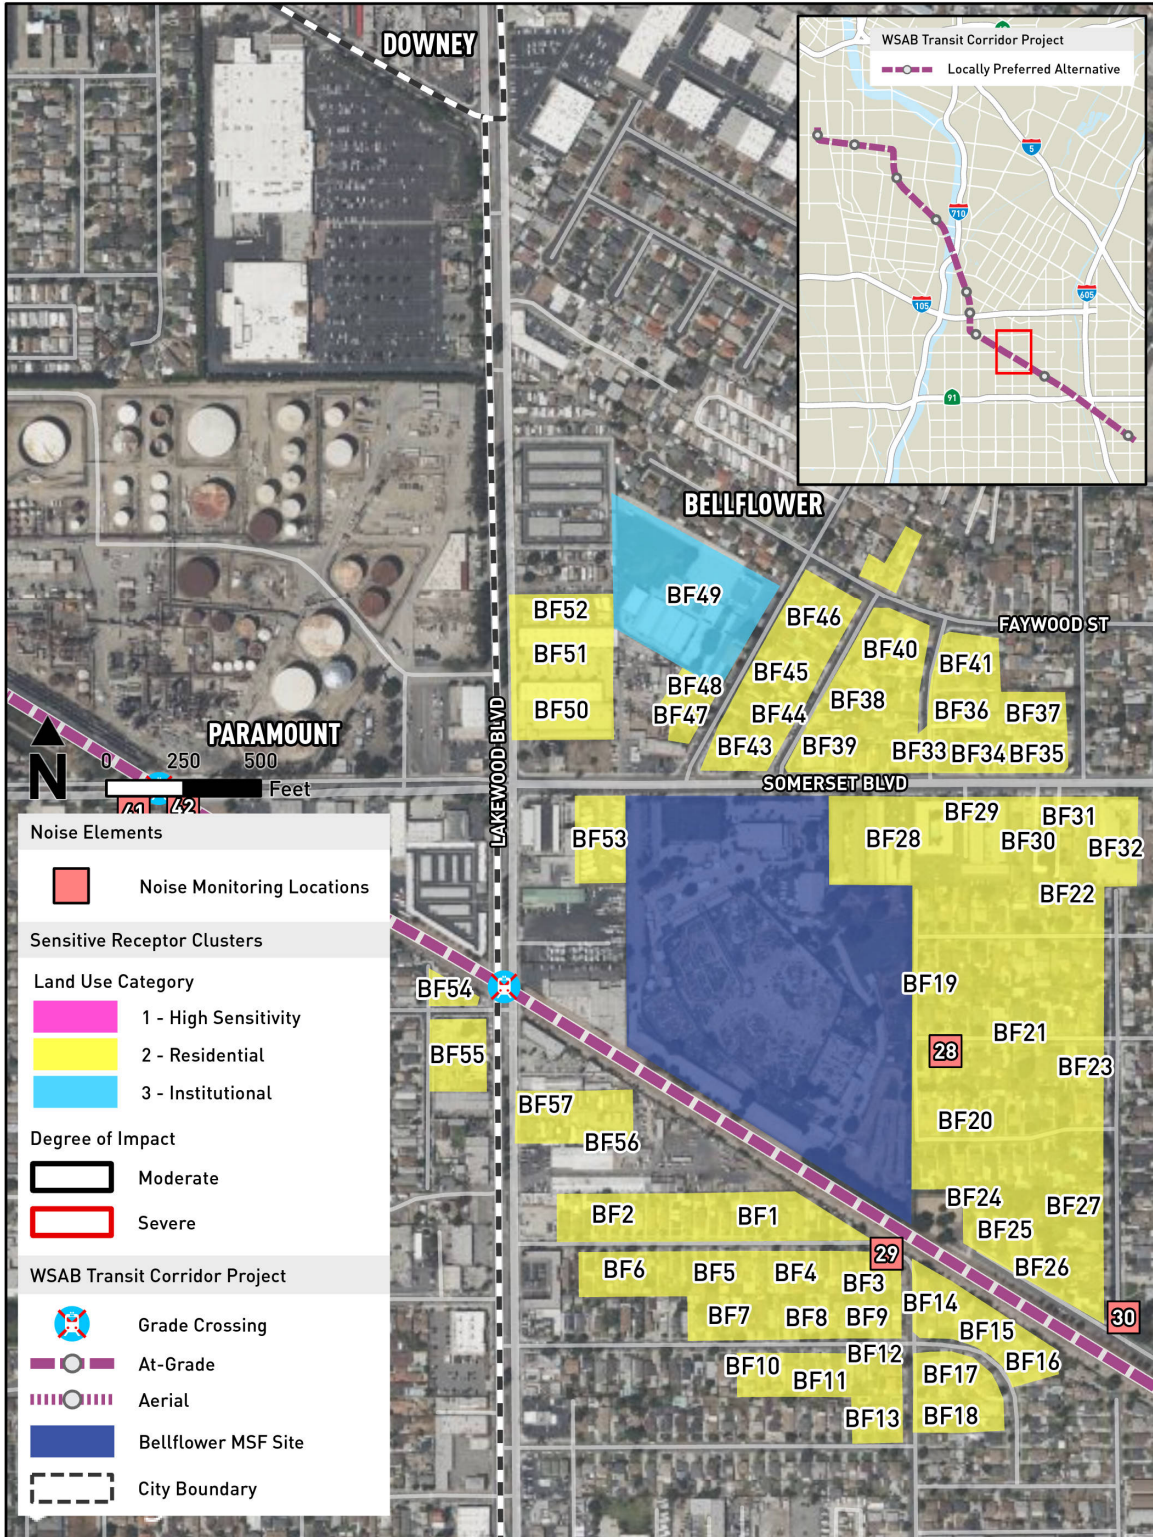 DOWNEY
WSAB Transit Corridor Project
Locally Preferred Alternative
5
710
105
605
91
BELLFLOWER
BF49
BF52
BF46
FAYWOOD ST
BF40
BF51
BF41
BF45
BF48
BF38
BF50
BF47
BF44
BF36
BF37
PARAMOUNT
LAKEWOOD BLVD
BF43
BF39
BF33
BF34
BF35
N
0 250 500
Feet
SOMERSET BLVD
41
42
Noise Elements
Noise Monitoring Locations
Sensitive Receptor Clusters
Land Use Category
1 - High Sensitivity
2 - Residential
3 - Institutional
Degree of Impact
Moderate
Severe
WSAB Transit Corridor Project
Grade Crossing
At-Grade
Aerial
Bellflower MSF Site
City Boundary
BF53
BF28
BF29
BF31
BF30
BF32
BF22
BF54
BF19
BF21
28
BF55
BF23
BF57
BF20
BF56
BF24
BF27
BF2
BF1
BF25
29
BF6
BF5
BF4
BF3
BF26
BF14
BF7
BF8
BF9
30
BF15
BF12
BF16
BF10
BF11
BF17
BF13
BF18